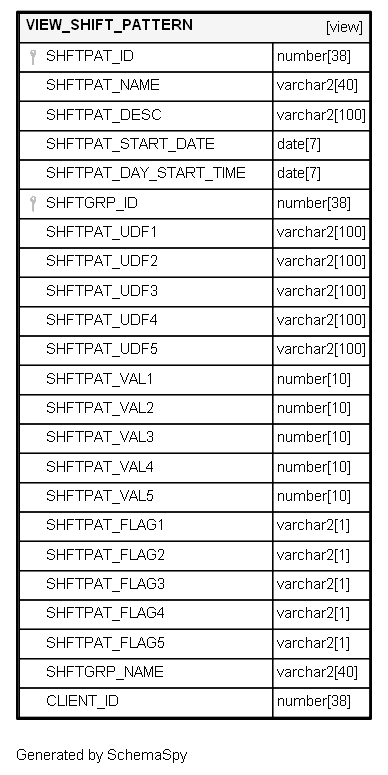 VIEW_SHIFT_PATTERN [view]
SHFTPAT_ID number[38]
SHFTPAT_NAME varchar2[40]
SHFTPAT_DESC varchar2[100]
SHFTPAT_START_DATE date[7]
SHFTPAT_DAY_START_TIME date[7]
SHFTGRP_ID number[38]
SHFTPAT_UDF1 varchar2[100]
SHFTPAT_UDF2 varchar2[100]
SHFTPAT_UDF3 varchar2[100]
SHFTPAT_UDF4 varchar2[100]
SHFTPAT_UDF5 varchar2[100]
SHFTPAT_VAL1 number[10]
SHFTPAT_VAL2 number[10]
SHFTPAT_VAL3 number[10]
SHFTPAT_VAL4 number[10]
SHFTPAT_VAL5 number[10]
SHFTPAT_FLAG1 varchar2[1]
SHFTPAT_FLAG2 varchar2[1]
SHFTPAT_FLAG3 varchar2[1]
SHFTPAT_FLAG4 varchar2[1]
SHFTPAT_FLAG5 varchar2[1]
SHFTGRP_NAME varchar2[40]
CLIENT_ID number[38]
Generated by SchemaSpy